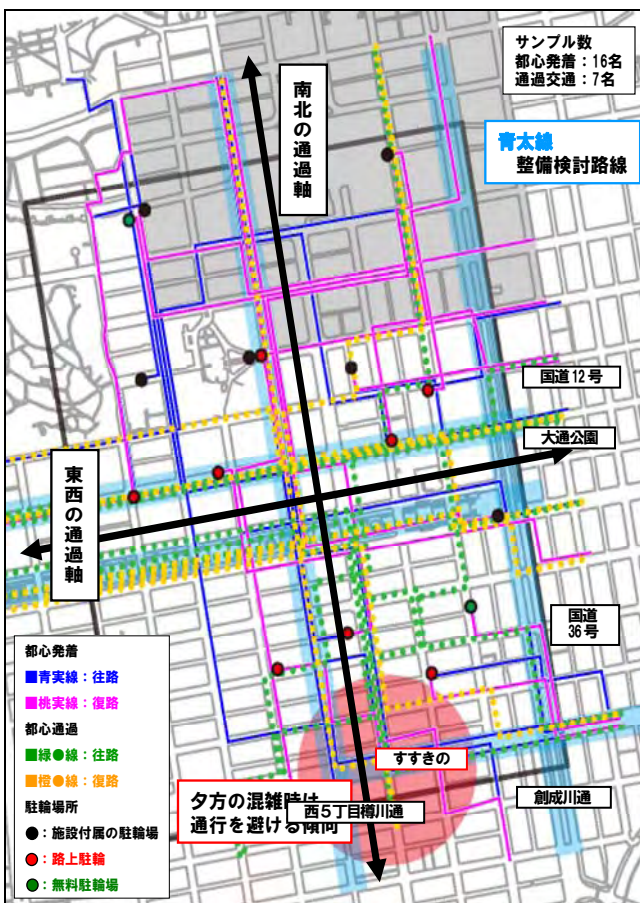 サンプル数
都心発着：16名
通過交通：7名
青太線
整備検討路線
南北の通過軸
国道12号
大通公園
東西の通過軸
国道
36号
都心発着
■青実線：往路
■桃実線：復路
都心通過
■緑●線：往路
■橙●線：復路
駐輪場所
●：施設付属の駐輪場
●：路上駐輪
●：無料駐輪場
すすきの
夕方の混雑時は
通行を避ける傾向
西5丁目樽川通
創成川通